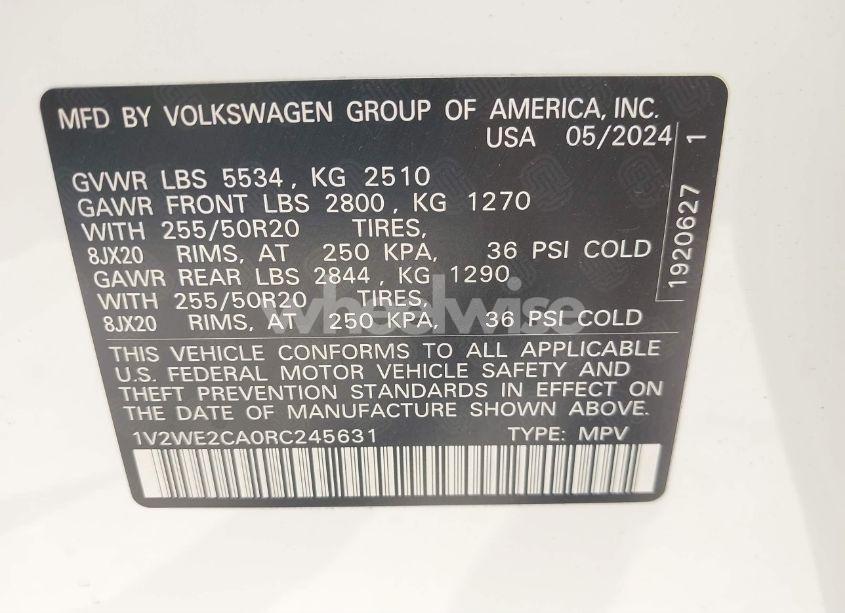 MFD BY VOLKSWAGEN GROUP OF AMERICA, INC.
USA 05/2024
GVWR LBS 5534, KG 2510
GAWR FRONT LBS 2800, KG 1270
WITH 255/50R20 TIRES,
8JX20 RIMS, AT 250 KPA, 36 PSI COLD
GAWR REAR LBS 2844, KG 1290
WITH 255/50R20 TIRES,
8JX20 RIMS, AT 250 KPA, 36 PSI COLD
1920627 1
wheelwise
THIS VEHICLE CONFORMS TO ALL APPLICABLE
U.S. FEDERAL MOTOR VEHICLE SAFETY AND
THEFT PREVENTION STANDARDS IN EFFECT ON
THE DATE OF MANUFACTURE SHOWN ABOVE.
1V2WE2CA0RC245631 TYPE: MPV